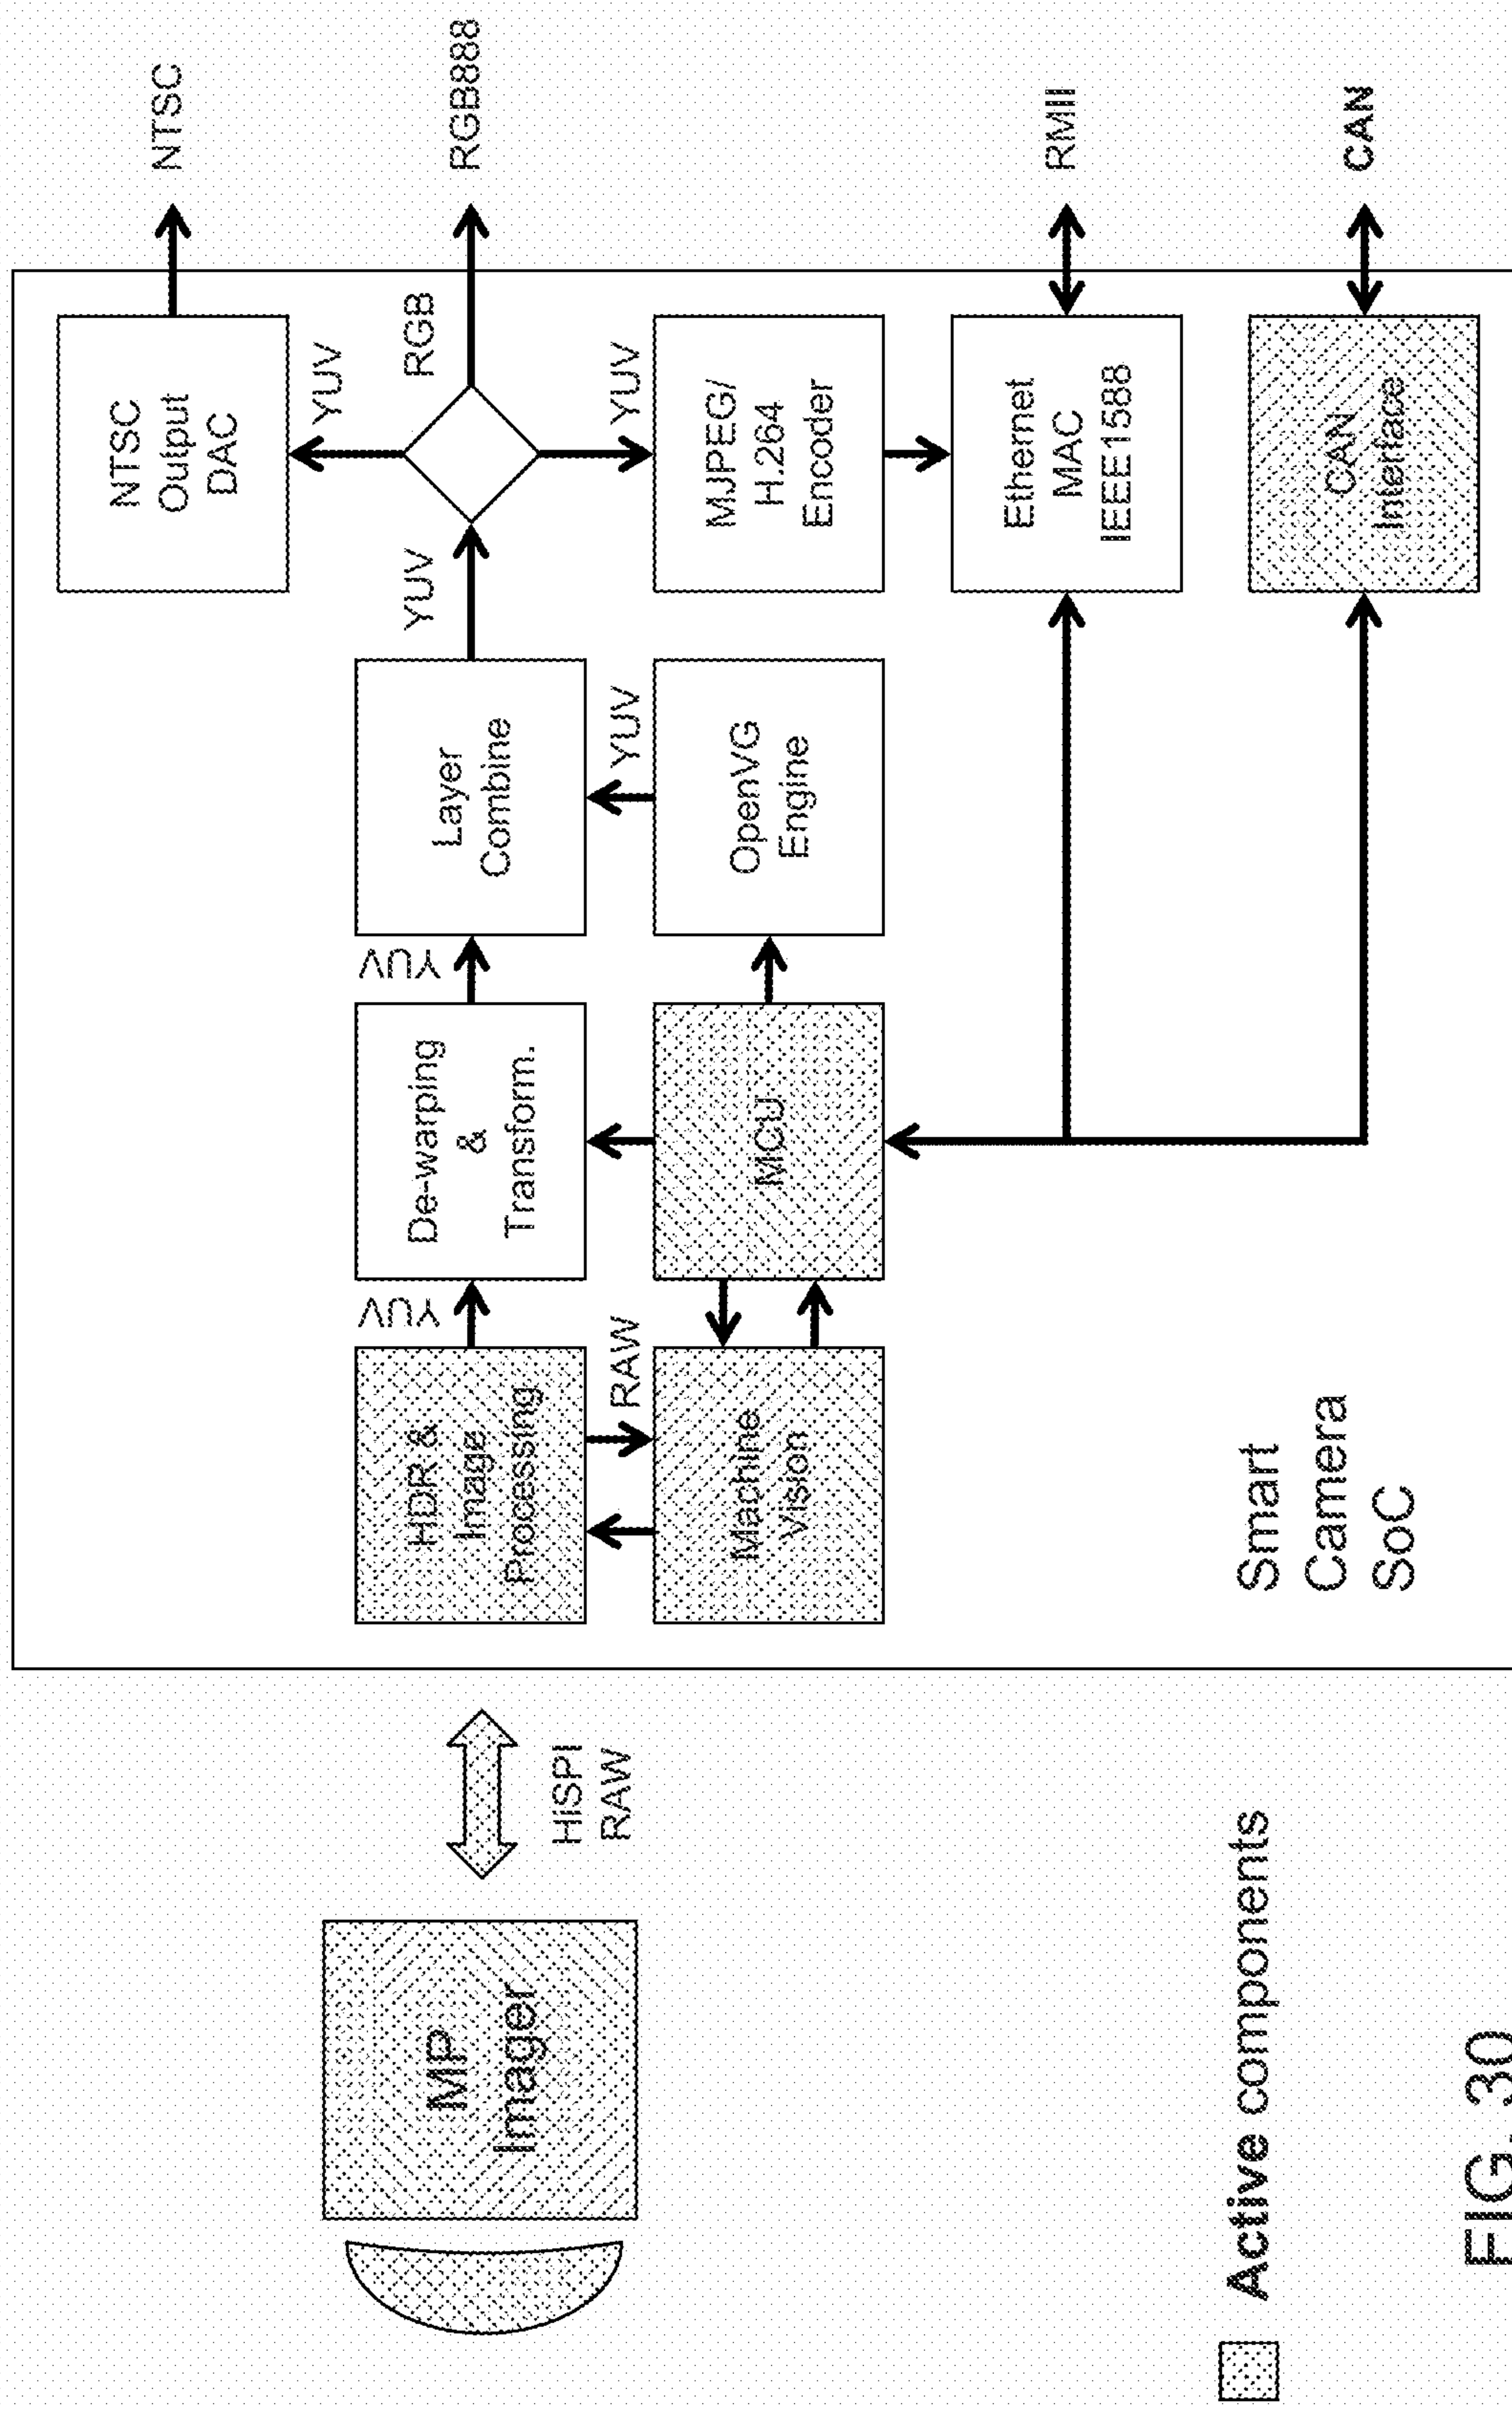 NTSC
Output
DAC
NTSC
YUV
HDR &
Image
Processing
YUV
De-warping
&
Transform.
YUV
Layer
Combine
YUV
RGB
RGB888
MP
Imager
HiSPI
RAW
RAW
YUV
YUV
Machine
Vision
MCU
OpenVG
Engine
MJPEG/
H.264
Encoder
Ethernet
MAC
IEEE1588
RMII
CAN
Interface
CAN
Smart
Camera
SoC
Active components
FIG. 30